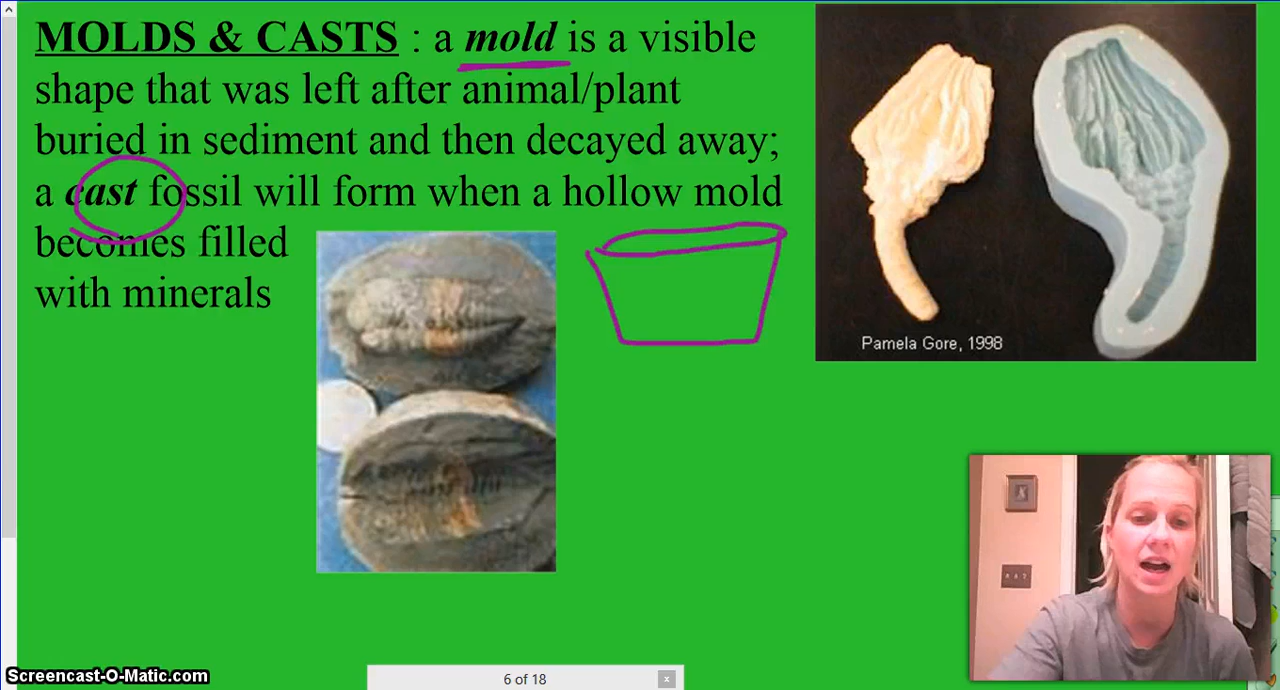 MOLDS & CASTS : a mold is a visible
shape that was left after animal/plant
buried in sediment and then decayed away;
a cast fossil will form when a hollow mold
becomes filled
with minerals
Pamela Gore, 1998
Screencast-O-Matic.com
6 of 18
x